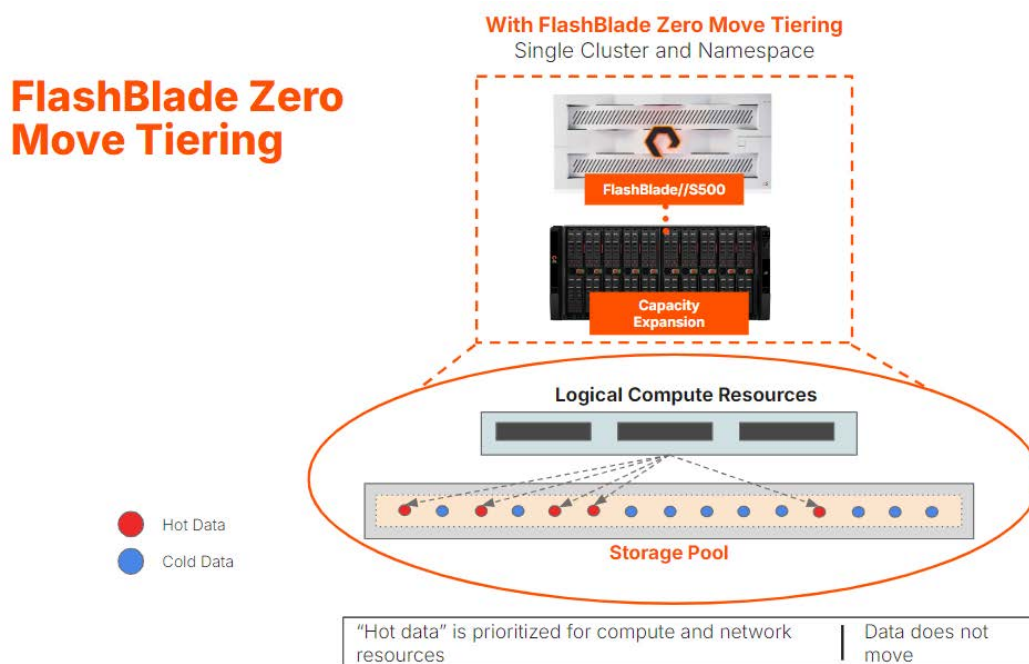 With FlashBlade Zero Move Tiering
Single Cluster and Namespace
FlashBlade Zero
Move Tiering
FlashBlade//S500
Capacity
Expansion
Logical Compute Resources
Hot Data
Cold Data
Storage Pool
“Hot data” is prioritized for compute and network
resources
Data does not
move